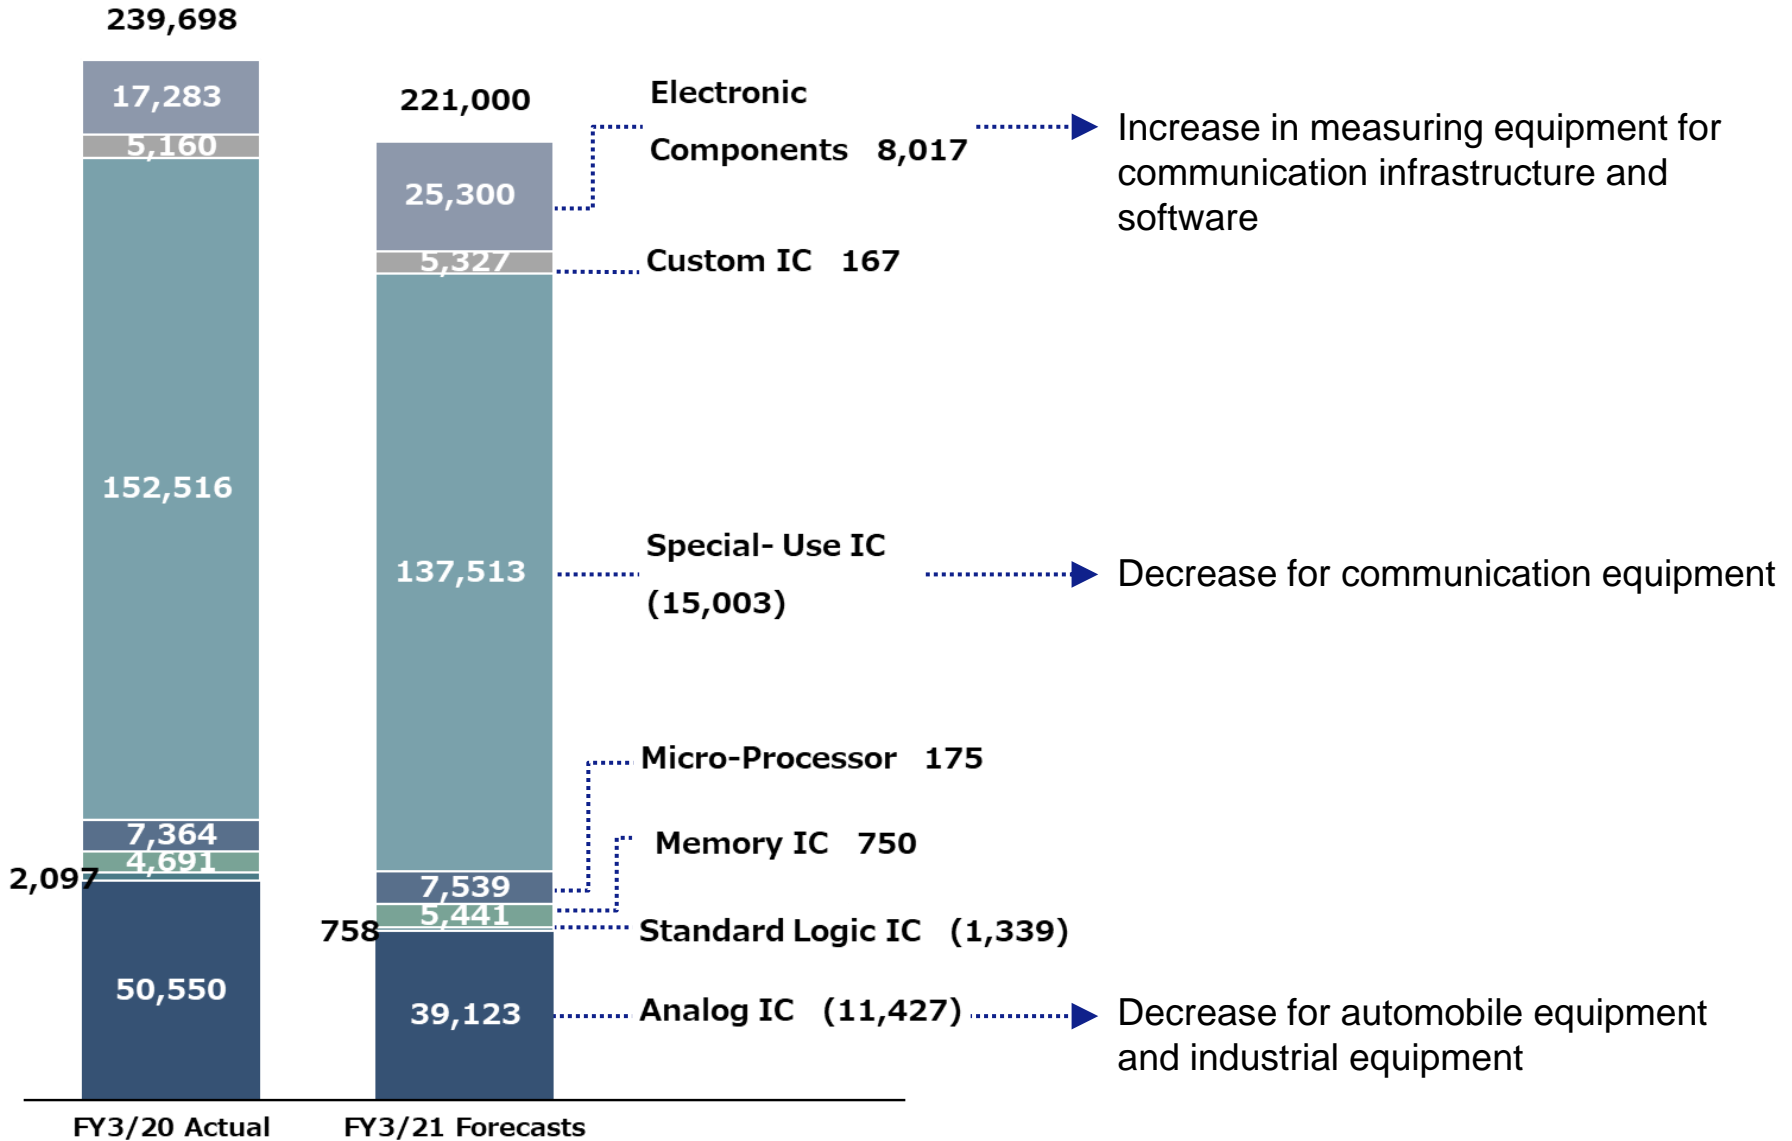 239,698
17,283
5,160
152,516
7,364
4,691
2,097
50,550
FY3/20 Actual
221,000
25,300
5,327
137,513
7,539
5,441
758
39,123
FY3/21 Forecasts
Electronic
Components 8,017
Increase in measuring equipment for
communication infrastructure and
software
Custom IC 167
Special- Use IC
(15,003)
Decrease for communication equipment
Micro-Processor 175
Memory IC 750
Standard Logic IC (1,339)
Analog IC (11,427)
Decrease for automobile equipment
and industrial equipment